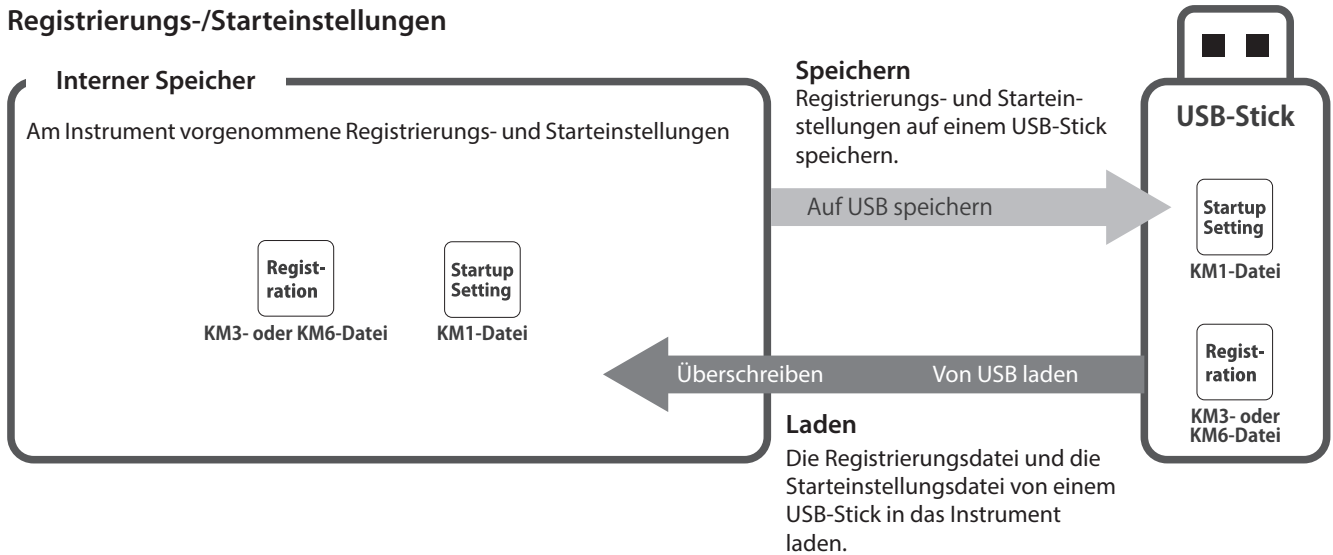 Registrierungs-/Starteinstellungen
Interner Speicher
Am Instrument vorgenommene Registrierungs- und Starteinstellungen
Regist-
ration
KM3- oder KM6-Datei
Startup
Setting
KM1-Datei
Speichern
Registrierungs- und Startein-
stellungen auf einem USB-Stick
speichern.
Auf USB speichern
Überschreiben
Von USB laden
Laden
Die Registrierungsdatei und die
Starteinstellungsdatei von einem
USB-Stick in das Instrument
laden.
USB-Stick
Startup
Setting
KM1-Datei
Regist-
ration
KM3- oder
KM6-Datei